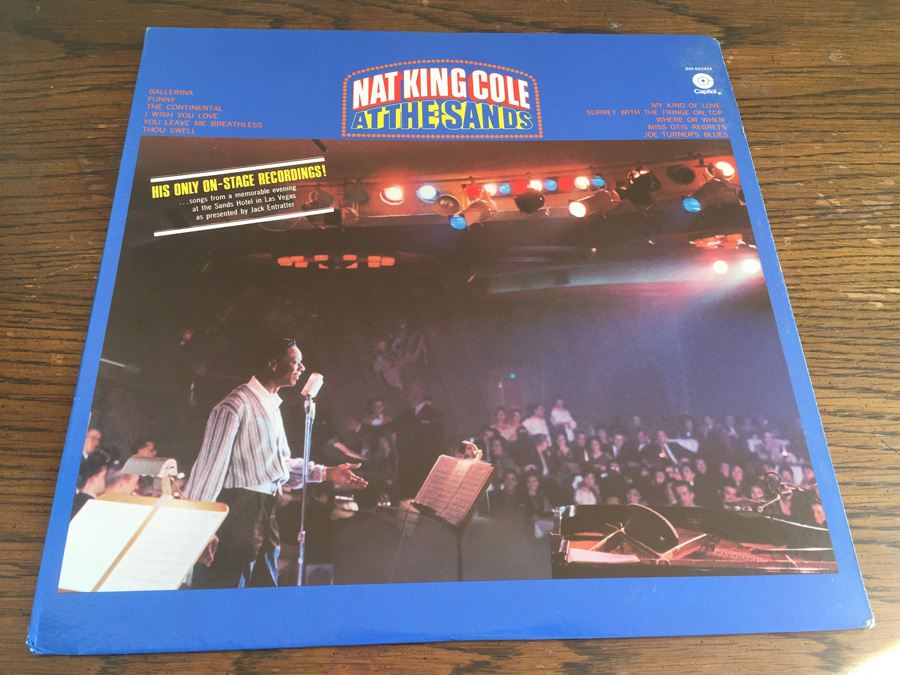 NAT KING COLE
AT THE SANDS
BALLERINA
FUNNY
THE CONTINENTAL
I WISH YOU LOVE
YOU LEAVE ME BREATHLESS
THOU SWELL
SM-502434
Capitol
MY KIND OF LOVE
SURREY WITH THE FRINGE ON TOP
WHERE OR WHEN
MISS OTIS REGRETS
JOE TURNER'S BLUES
HIS ONLY ON-STAGE RECORDINGS!
...songs from a memorable evening
at the Sands Hotel in Las Vegas
as presented by Jack Entratter